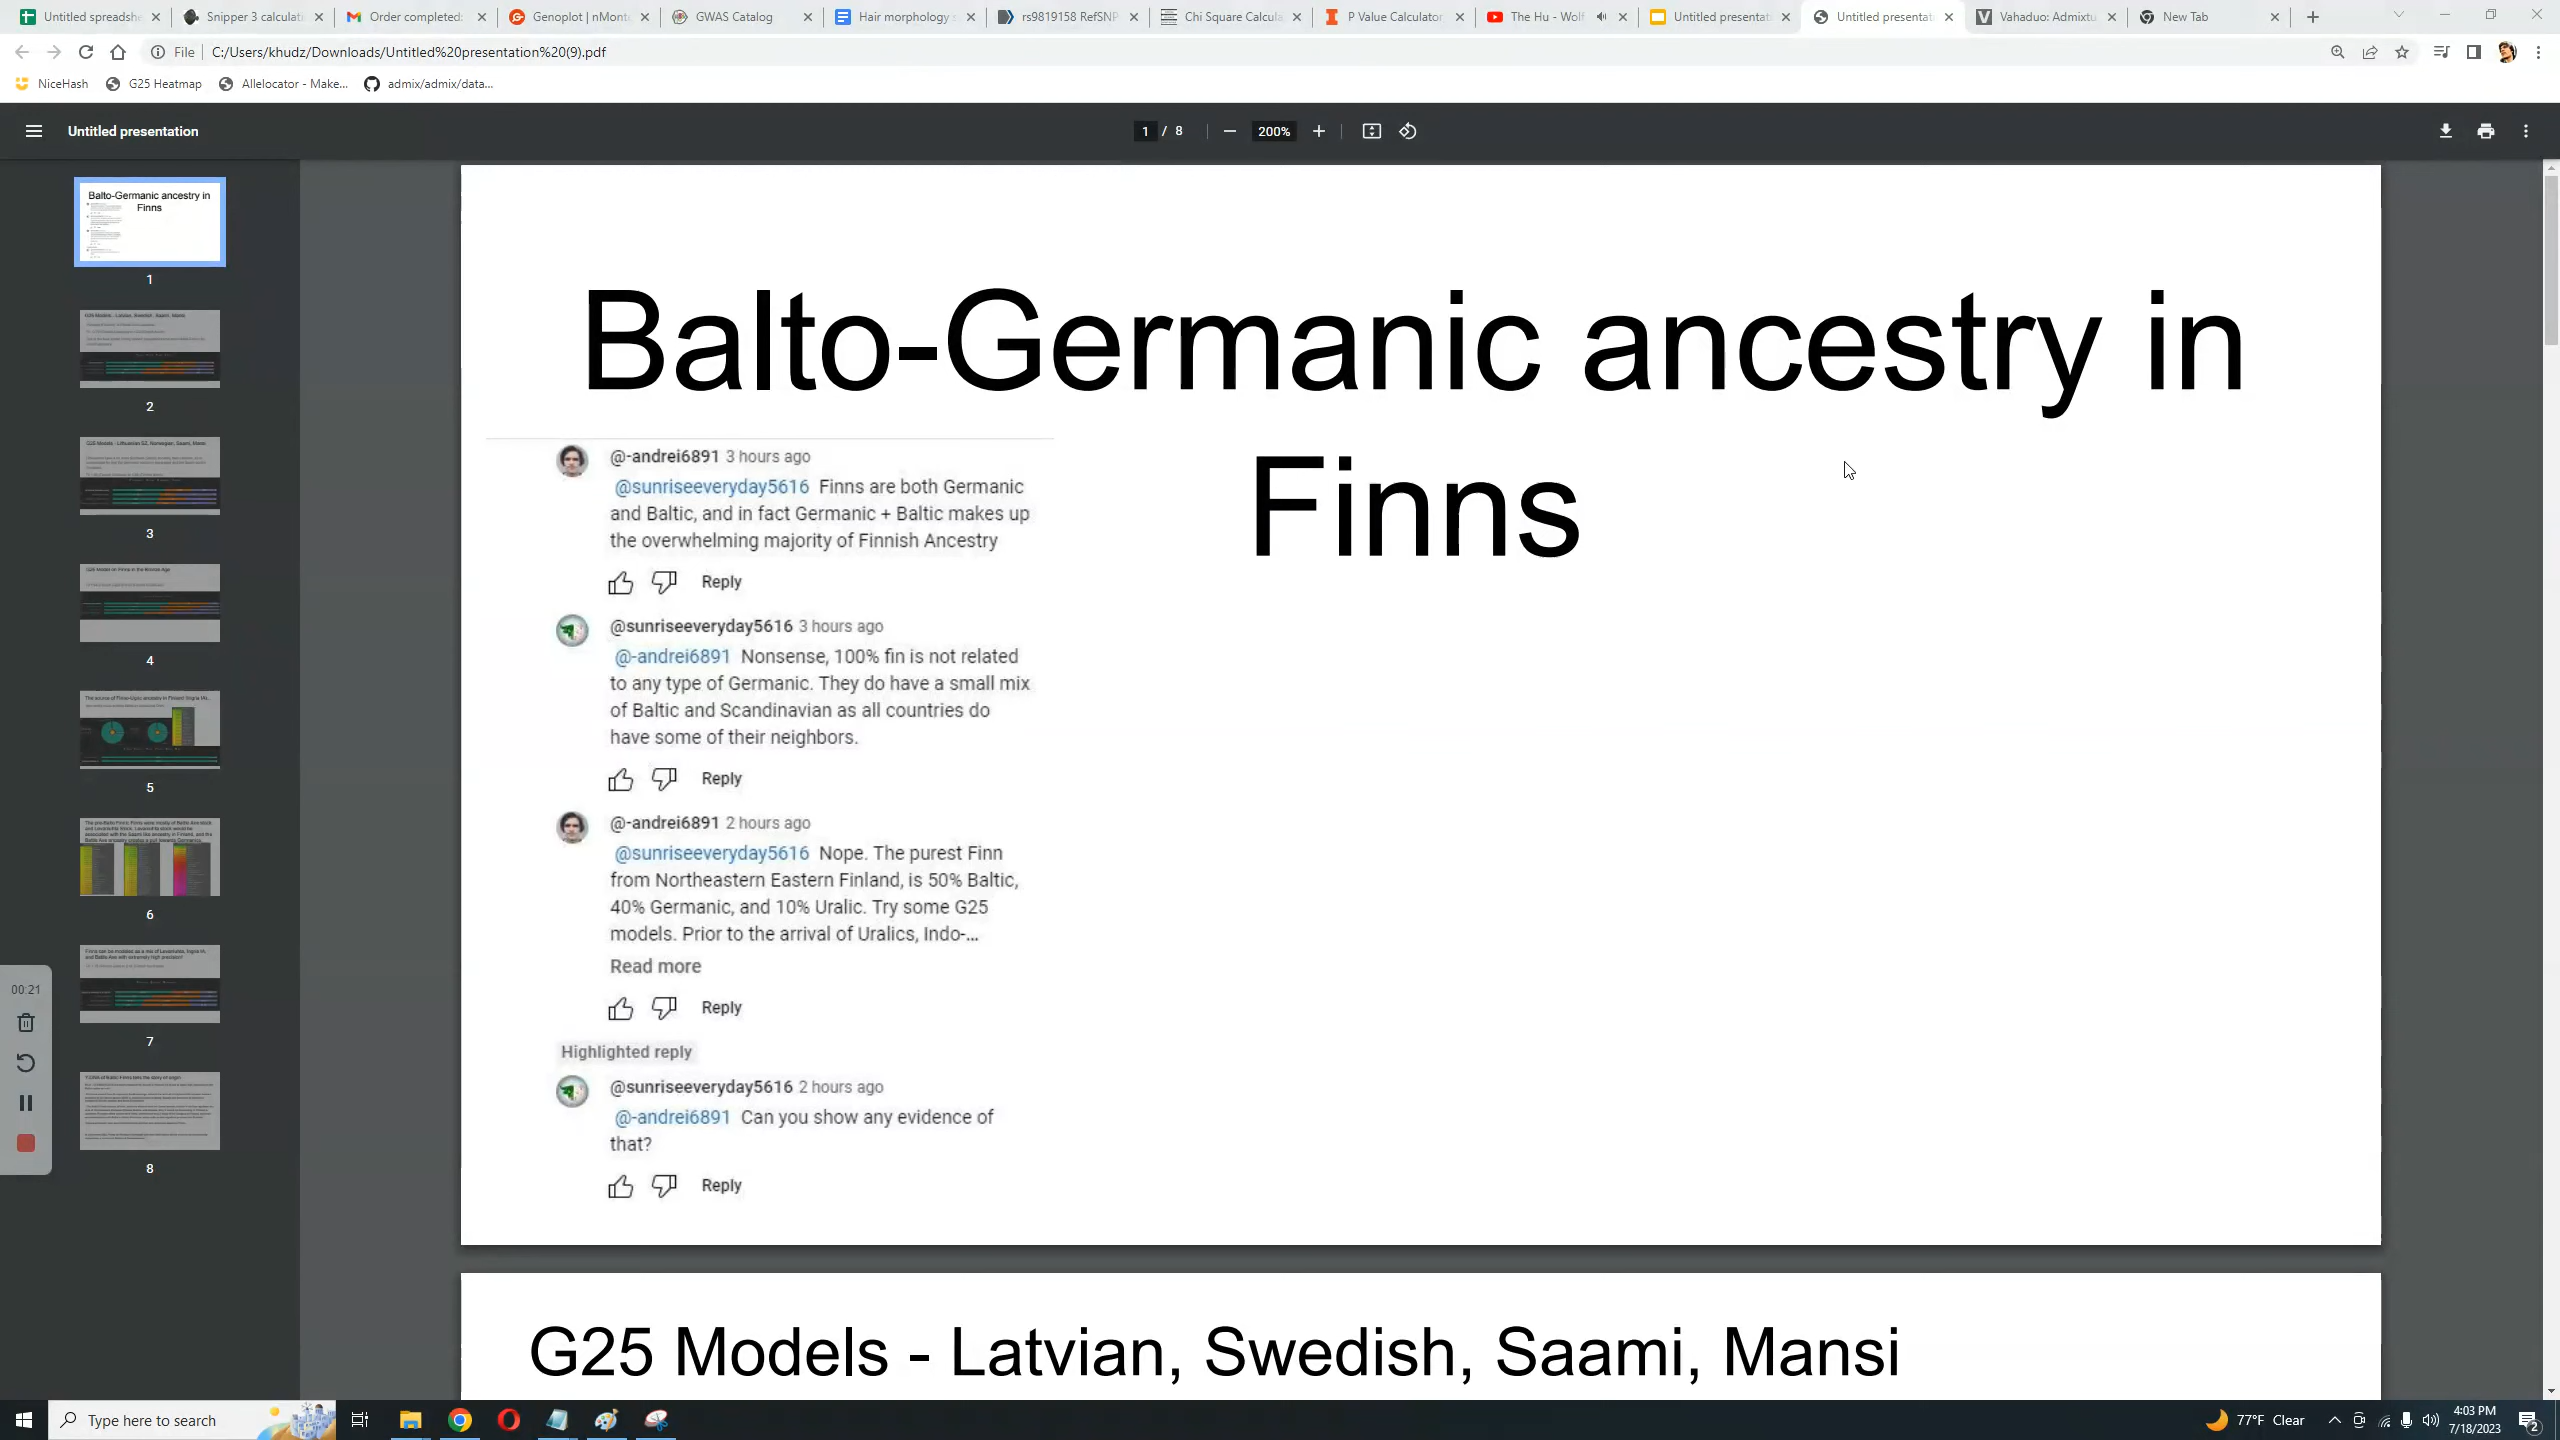 Untitled spreadshe
Snipper 3 calculati
Order completed:
Genoplot | nMont
GWAS Catalog
Hair morphology
rs9819158 RefSNP
Chi Square Calcula
P Value Calculator
The Hu - Wolf
Untitled presentat
Untitled presentat
Vahaduo: Admixtu
New Tab
File
C:/Users/khudz/Downloads/Untitled%20presentation%20(9).pdf
NiceHash
G25 Heatmap
Allelocator - Make...
admix/admix/data...
Untitled presentation
1 / 8
200%
Balto-Germanic ancestry in
Finns
1
2
3
4
5
6
7
8
00:21
Balto-Germanic ancestry in
Finns
@-andrei6891 3 hours ago
@sunriseeveryday5616 Finns are both Germanic
and Baltic, and in fact Germanic + Baltic makes up
the overwhelming majority of Finnish Ancestry
Reply
@sunriseeveryday5616 3 hours ago
@-andrei6891 Nonsense, 100% fin is not related
to any type of Germanic. They do have a small mix
of Baltic and Scandinavian as all countries do
have some of their neighbors.
Reply
@-andrei6891 2 hours ago
@sunriseeveryday5616 Nope. The purest Finn
from Northeastern Eastern Finland, is 50% Baltic,
40% Germanic, and 10% Uralic. Try some G25
models. Prior to the arrival of Uralics, Indo-...
Read more
Reply
Highlighted reply
@sunriseeveryday5616 2 hours ago
@-andrei6891 Can you show any evidence of
that?
Reply
G25 Models - Latvian, Swedish, Saami, Mansi
Type here to search
77°F Clear
4:03 PM
7/18/2023
2